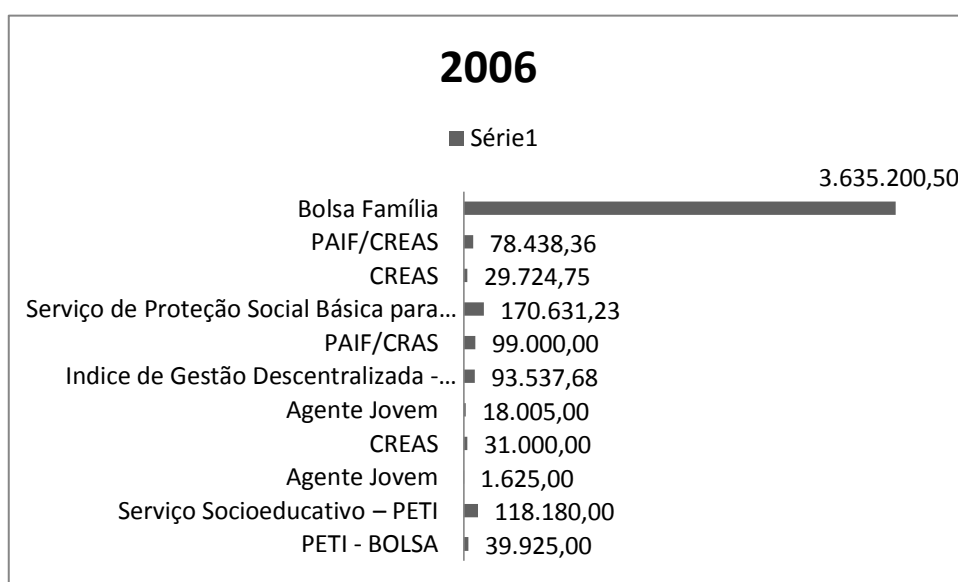 2006
Série1
3.635.200,50
Bolsa Família
PAIF/CREAS 78.438,36
CREAS 29.724,75
Serviço de Proteção Social Básica para... 170.631,23
PAIF/CRAS 99.000,00
Indice de Gestão Descentralizada -... 93.537,68
Agente Jovem 18.005,00
CREAS 31.000,00
Agente Jovem 1.625,00
Serviço Socioeducativo – PETI 118.180,00
PETI - BOLSA 39.925,00